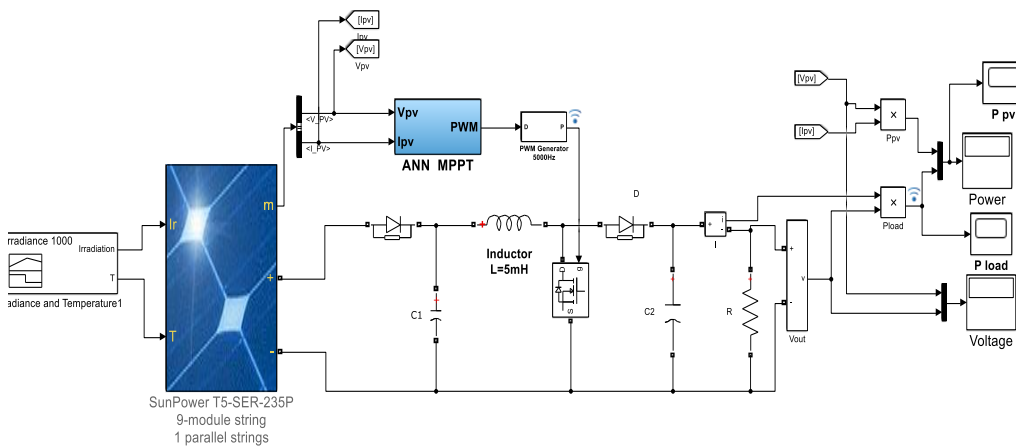 [Ipv]
Ipv
[Vpv]
Vpv
<V_PV>
<I_PV>
Vpv
Ipv
PWM
ANN MPPT
D
P
PWM Generator
5000Hz
[Vpv]
[Ipv]
×
Ppv
P pv
Power
×
Pload
P load
Voltage
rradiance 1000
Irradiation
T
adiance and Temperature1
Ir
T
m
+
-
SunPower T5-SER-235P
9-module string
1 parallel strings
+
C1
+
Inductor
L=5mH
D
g
S
D
+
C2
+
i
-
I
+
R
+
v
-
Vout